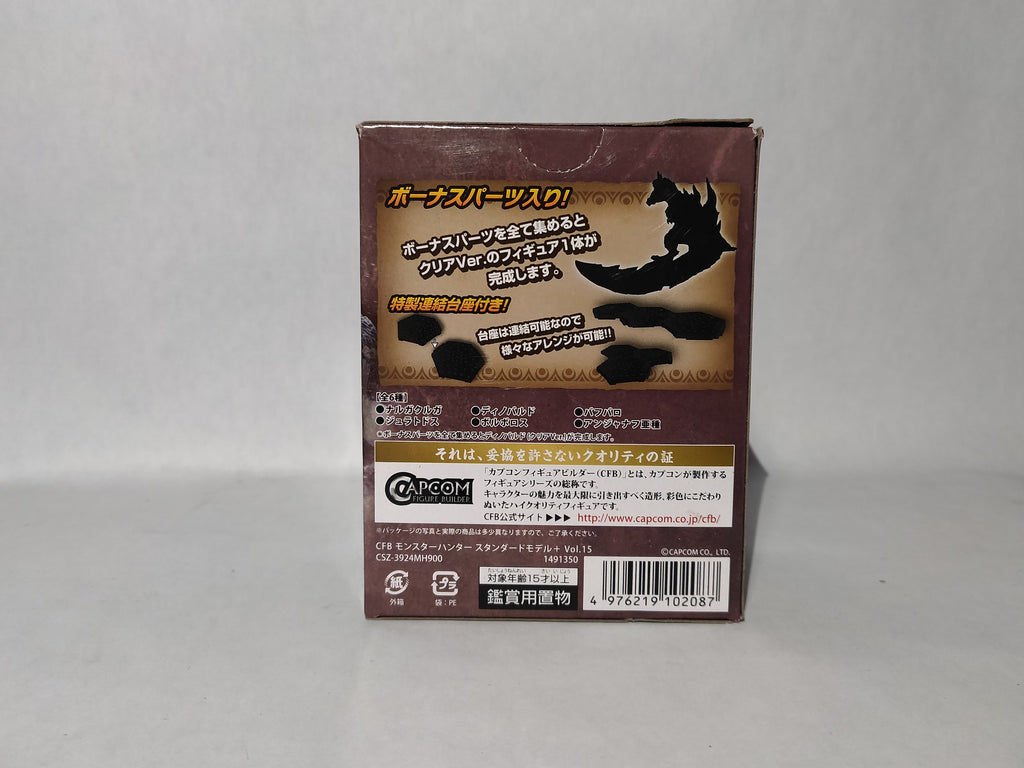 ボーナスパーツ入り!
ボーナスパーツを全て集めると
クリアVer.のフィギュア1体が
完成します。
特製連結台座付き!
台座は連結可能なので
様々なアレンジが可能!!
[全6種]
●ナルガクルガ ●ディノバルド ●パフパロ
●ジュラトドス ●ボルボロス ●アンジャナフ亜種
※ボーナスパーツを全て集めるとディノバルド(クリアVer.)が完成します。
それは、妥協を許さないクオリティの証
CAPCOM
FIGURE BUILDER
「カプコンフィギュアビルダー(CFB)」とは、カプコンが製作する
フィギュアシリーズの総称です。
キャラクターの魅力を最大限に引き出すべく造形、彩色にこだわり
ぬいたハイクオリティフィギュアです。
CFB公式サイト▶▶▶ http://www.capcom.co.jp/cfb/
※パッケージの写真と実際の商品は多少異なりますので、ご了承ください。
CFB モンスターハンター スタンダードモデル+ Vol.15
©CAPCOM CO., LTD.
CSZ-3924MH900 1491350
紙
外箱
プラ
袋:PE
たいしょうねんれい さい いじょう
対象年齢15才以上
鑑賞用置物
4 976219 102087